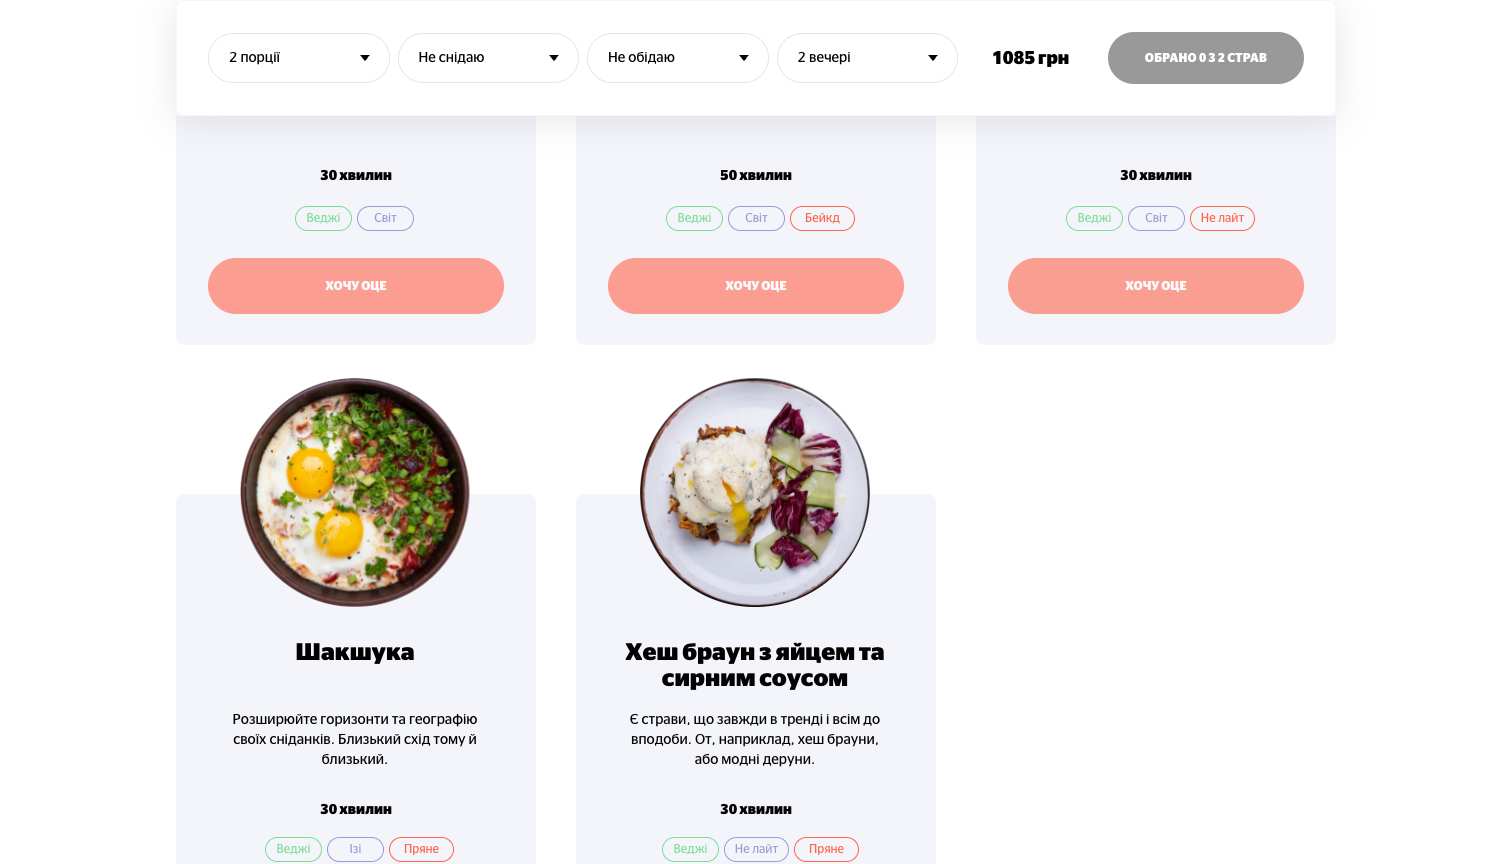 2 порції
Не снідаю
Не обідаю
2 вечері
1085 грн
ОБРАНО 0 З 2 СТРАВ
30 хвилин
50 хвилин
30 хвилин
Веджі
Світ
Веджі
Світ
Бейкд
Веджі
Світ
Не лайт
ХОЧУ ОЦЕ
ХОЧУ ОЦЕ
ХОЧУ ОЦЕ
Шакшука
Розширюйте горизонти та географію
своїх сніданків. Близький схід тому й
близький.
30 хвилин
Веджі
Ізі
Пряне
Хеш браун з яйцем та
сирним соусом
Є страви, що завжди в тренді і всім до
вподоби. От, наприклад, хеш брауни,
або модні деруни.
30 хвилин
Веджі
Не лайт
Пряне